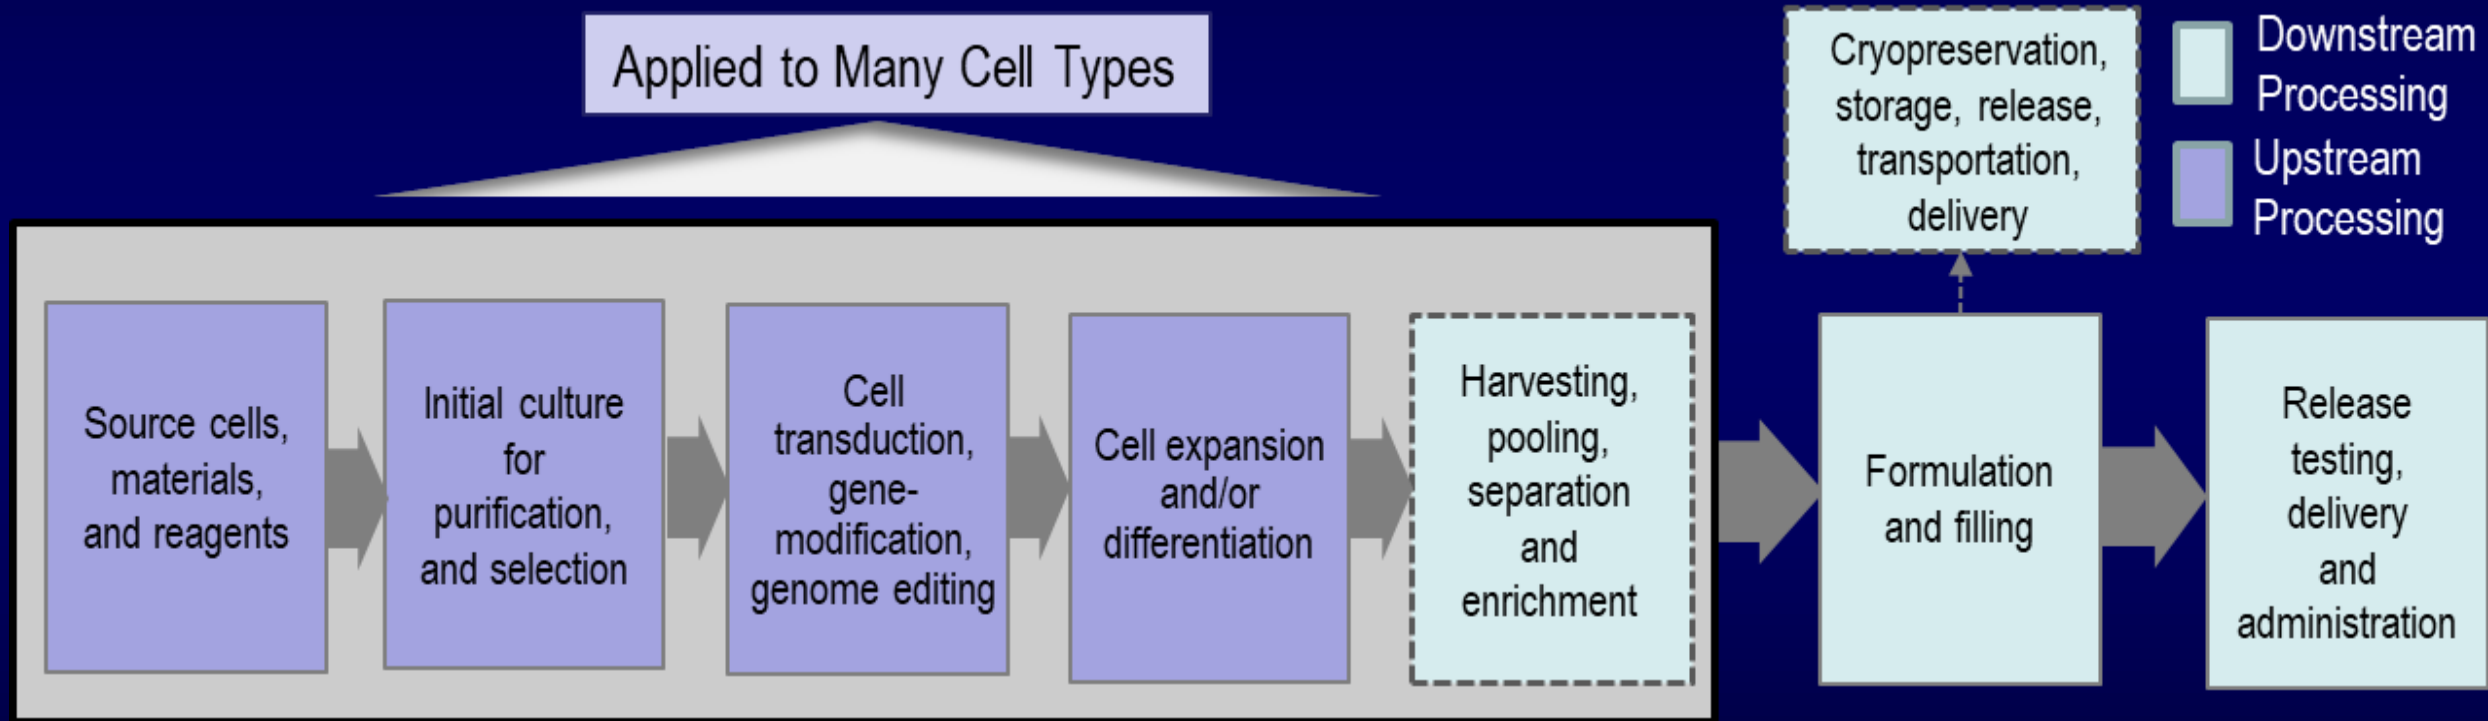 Applied to Many Cell Types
Cryopreservation,
storage, release,
transportation,
delivery
Downstream
Processing
Upstream
Processing
Source cells,
materials,
and reagents
Initial culture
for
purification,
and selection
Cell
transduction,
gene-
modification,
genome editing
Cell expansion
and/or
differentiation
Harvesting,
pooling,
separation
and
enrichment
Formulation
and filling
Release
testing,
delivery
and
administration